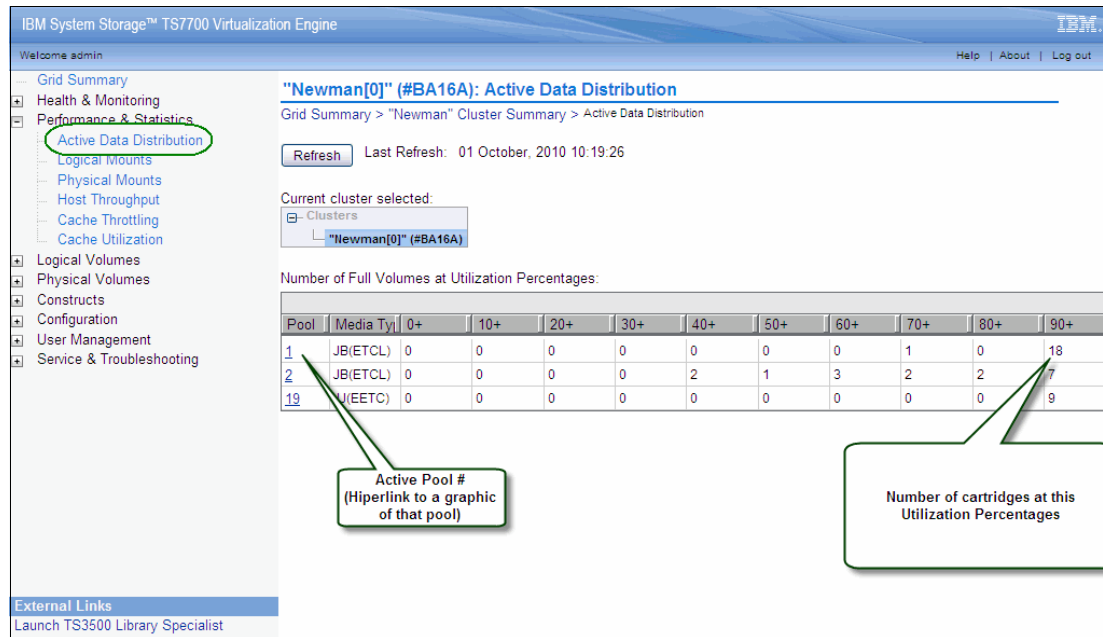 IBM System Storage™ TS7700 Virtualization Engine
IBM.
Welcome admin
Help | About | Log out
Grid Summary
Health & Monitoring
Performance & Statistics
Active Data Distribution
Logical Mounts
Physical Mounts
Host Throughput
Cache Throttling
Cache Utilization
Logical Volumes
Physical Volumes
Constructs
Configuration
User Management
Service & Troubleshooting
External Links
Launch TS3500 Library Specialist
"Newman[0]" (#BA16A): Active Data Distribution
Grid Summary > "Newman" Cluster Summary > Active Data Distribution
Refresh Last Refresh: 01 October, 2010 10:19:26
Current cluster selected:
Clusters
"Newman[0]" (#BA16A)
Number of Full Volumes at Utilization Percentages:
Pool Media Ty 0+ 10+ 20+ 30+ 40+ 50+ 60+ 70+ 80+ 90+
1 JB(ETCL) 0 0 0 0 0 0 0 1 0 18
2 JB(ETCL) 0 0 0 0 2 1 3 2 2 7
19 (EETC) 0 0 0 0 0 0 0 0 0 9
Active Pool #
(Hiperlink to a graphic
of that pool)
Number of cartridges at this
Utilization Percentages